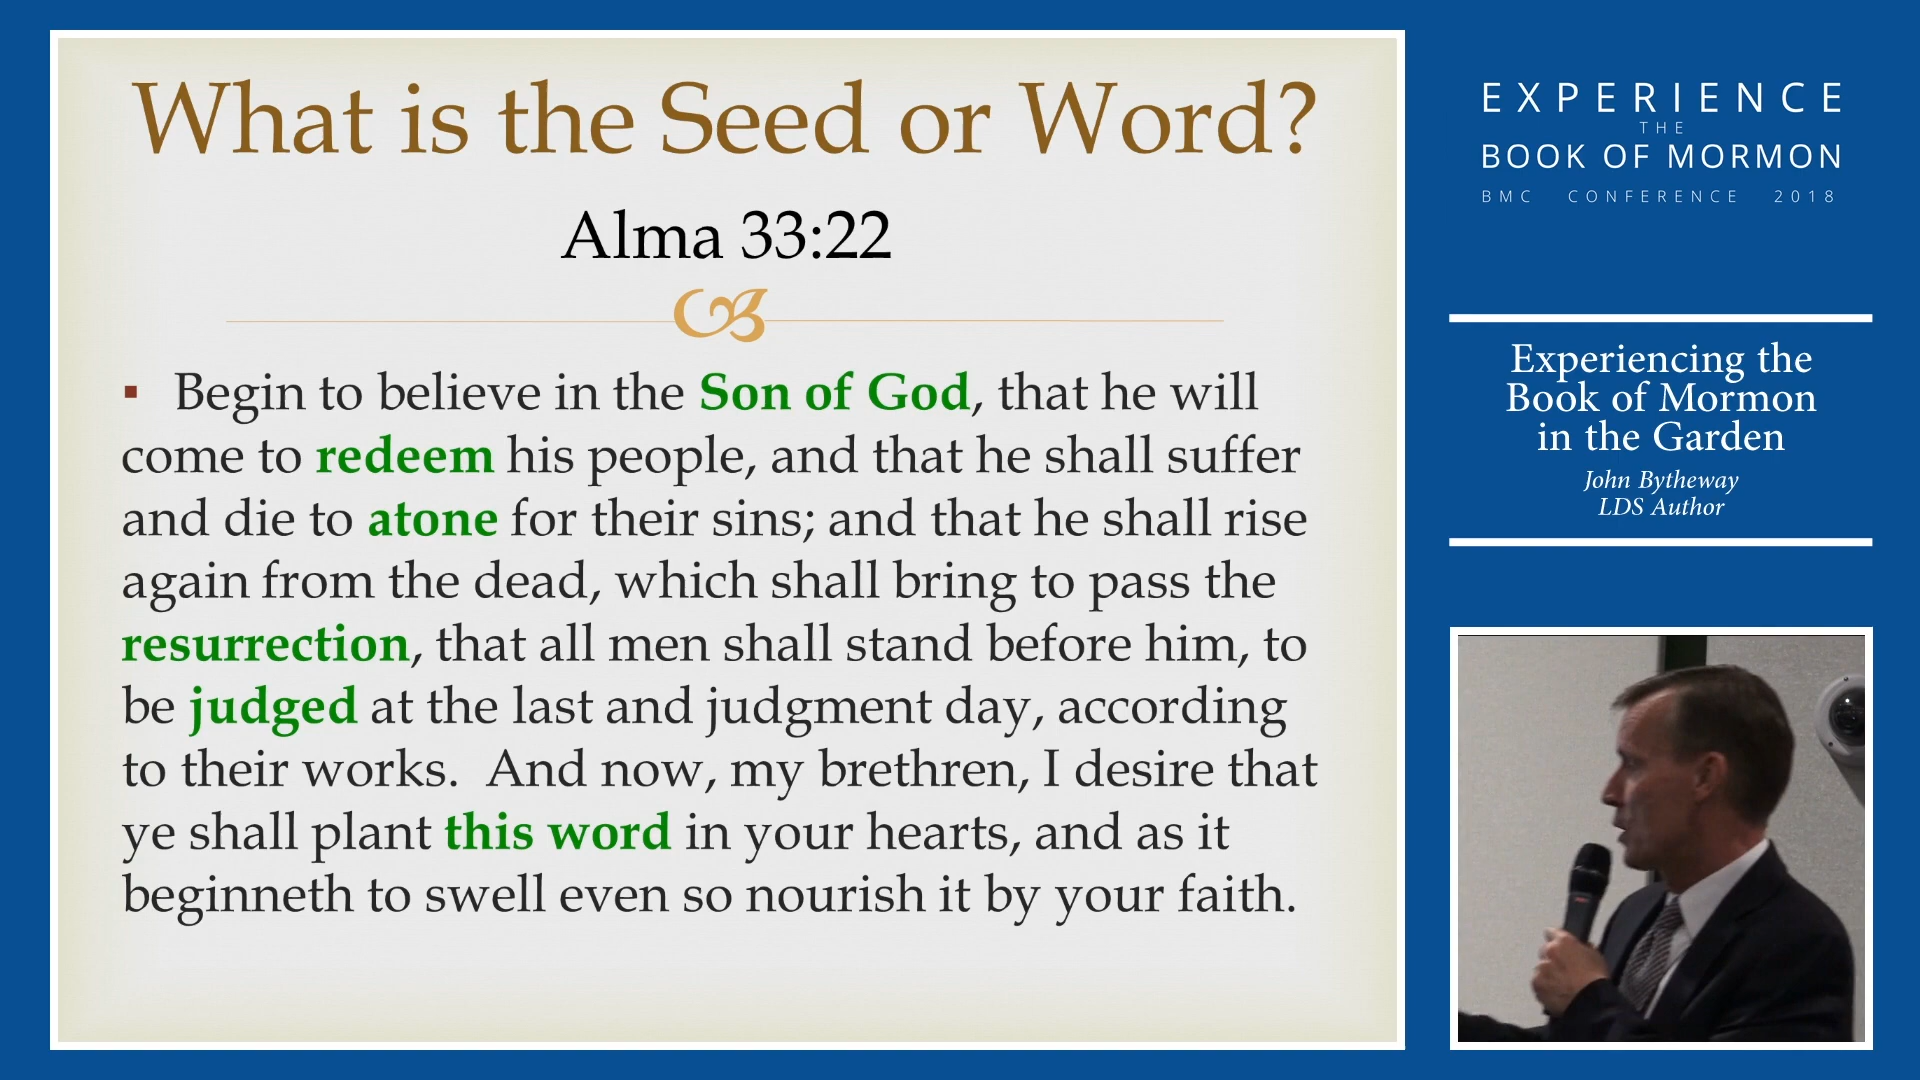 What is the Seed or Word?
Alma 33:22
▪ Begin to believe in the Son of God, that he will
come to redeem his people, and that he shall suffer
and die to atone for their sins; and that he shall rise
again from the dead, which shall bring to pass the
resurrection, that all men shall stand before him, to
be judged at the last and judgment day, according
to their works.  And now, my brethren, I desire that
ye shall plant this word in your hearts, and as it
beginneth to swell even so nourish it by your faith.
EXPERIENCE
THE
BOOK OF MORMON
BMC CONFERENCE 2018
Experiencing the
Book of Mormon
in the Garden
John Bytheway
LDS Author